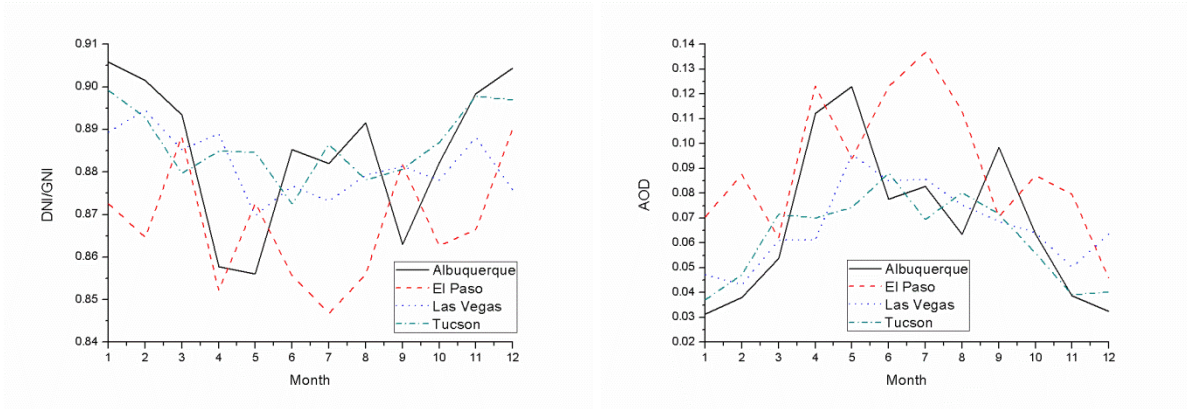 0.91
0.90
0.89
0.88
0.87
0.86
0.85
0.84
DNI/GNI
1 2 3 4 5 6 7 8 9 10 11 12
Month
Albuquerque
El Paso
Las Vegas
Tucson
0.14
0.13
0.12
0.11
0.10
0.09
0.08
0.07
0.06
0.05
0.04
0.03
0.02
AOD
1 2 3 4 5 6 7 8 9 10 11 12
Month
Albuquerque
El Paso
Las Vegas
Tucson